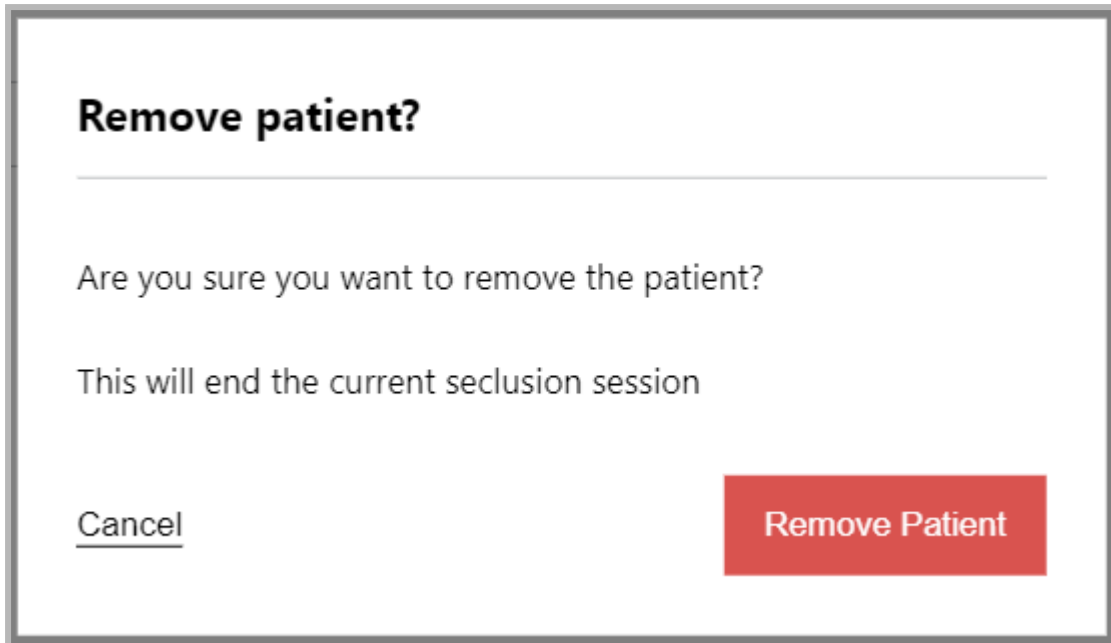 Remove patient?
Are you sure you want to remove the patient?
This will end the current seclusion session
Cancel
Remove Patient